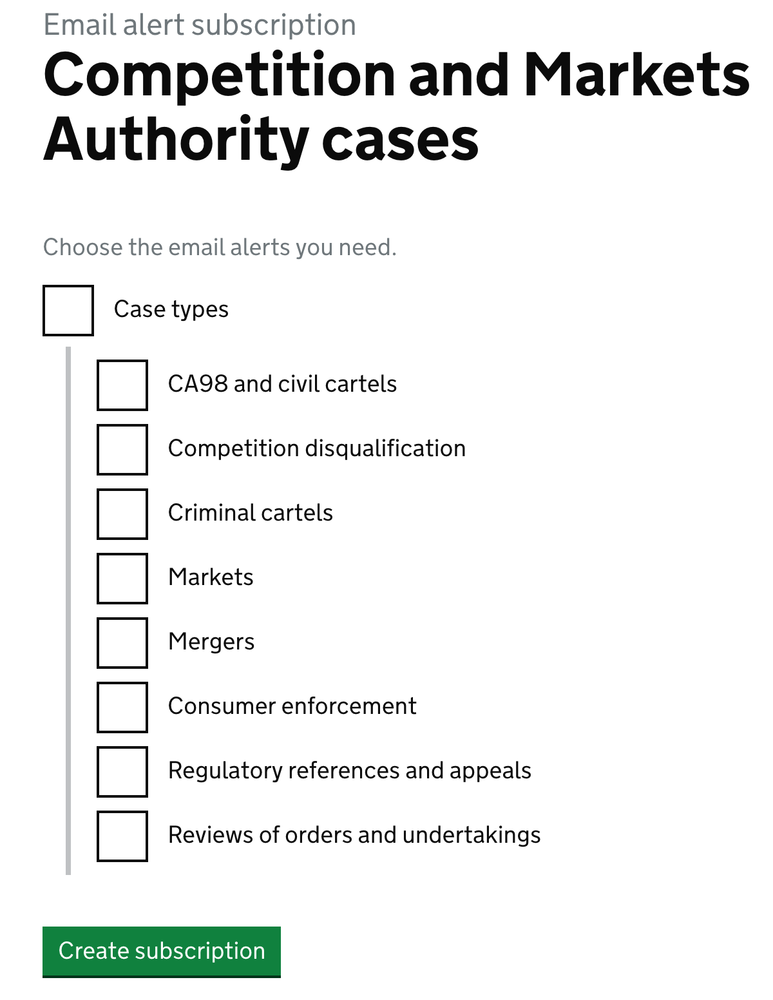 Email alert subscription
Competition and Markets
Authority cases
Choose the email alerts you need.
Case types
CA98 and civil cartels
Competition disqualification
Criminal cartels
Markets
Mergers
Consumer enforcement
Regulatory references and appeals
Reviews of orders and undertakings
Create subscription